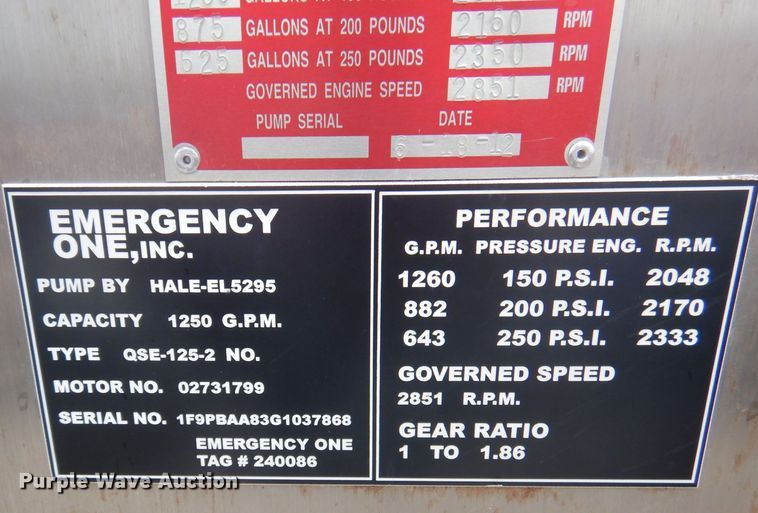 875 GALLONS AT 200 POUNDS 2160 RPM
625 GALLONS AT 250 POUNDS 2350 RPM
GOVERNED ENGINE SPEED 2851 RPM
PUMP SERIAL DATE
6-18-12
EMERGENCY
ONE, INC.
PUMP BY HALE-EL5295
CAPACITY 1250 G.P.M.
TYPE QSE-125-2 NO.
MOTOR NO. 02731799
SERIAL NO. 1F9PBAA83G1037868
EMERGENCY ONE
TAG # 240086
PERFORMANCE
G.P.M. PRESSURE ENG. R.P.M.
1260 150 P.S.I. 2048
882 200 P.S.I. 2170
643 250 P.S.I. 2333
GOVERNED SPEED
2851 R.P.M.
GEAR RATIO
1 TO 1.86
Purple Wave Auction